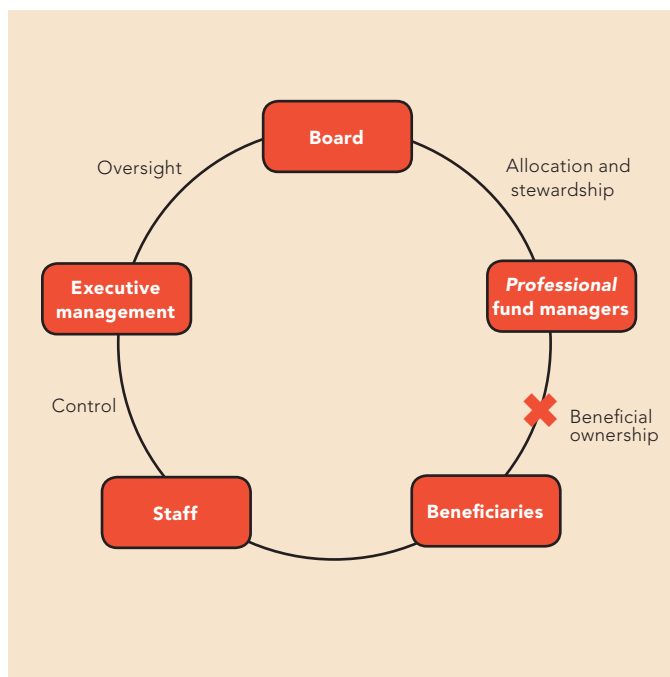 Board
Oversight
Allocation and
stewardship
Executive
management
Professional
fund managers
Control
Beneficial
ownership
Staff
Beneficiaries